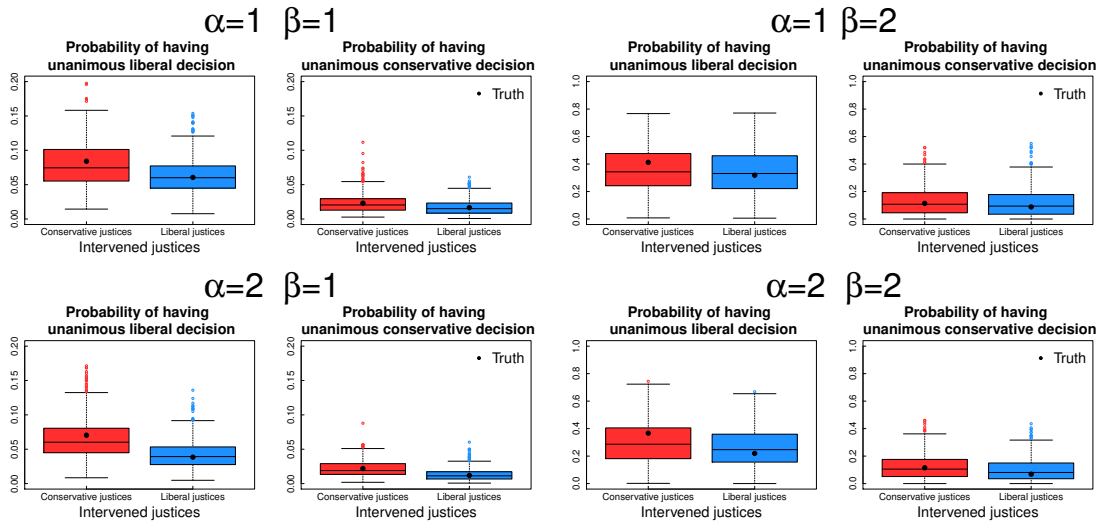 α=1 β=1
Probability of having
unanimous liberal decision
0.20
0.15
0.10
0.05
0.00
Conservative justices
Liberal justices
Probability of having
unanimous conservative decision
Truth
0.20
0.15
0.10
0.05
0.00
Conservative justices
Liberal justices
Intervened justices
α=1 β=2
Probability of having
unanimous liberal decision
1.0
0.8
0.6
0.4
0.2
0.0
Conservative justices
Liberal justices
Probability of having
unanimous conservative decision
Truth
1.0
0.8
0.6
0.4
0.2
0.0
Conservative justices
Liberal justices
Intervened justices
α=2 β=1
Probability of having
unanimous liberal decision
0.20
0.15
0.10
0.05
0.00
Conservative justices
Liberal justices
Probability of having
unanimous conservative decision
Truth
0.20
0.15
0.10
0.05
0.00
Conservative justices
Liberal justices
Intervened justices
α=2 β=2
Probability of having
unanimous liberal decision
1.0
0.8
0.6
0.4
0.2
0.0
Conservative justices
Liberal justices
Probability of having
unanimous conservative decision
Truth
1.0
0.8
0.6
0.4
0.2
0.0
Conservative justices
Liberal justices
Intervened justices